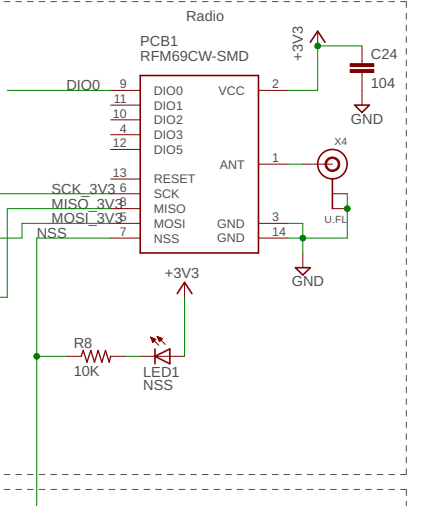 Radio
PCB1
RFM69CW-SMD
+3V3
C24
104
GND
DIO0 9 DIO0 VCC 2
11 DIO1
10 DIO2
4 DIO3
12 DIO5
X4
ANT 1
13 RESET
SCK_3V3 6 SCK
MISO_3V3 8 MISO
U.FL
MOSI_3V3 5 MOSI GND 3
NSS 7 NSS GND 14
+3V3
GND
R8
10K
LED1
NSS